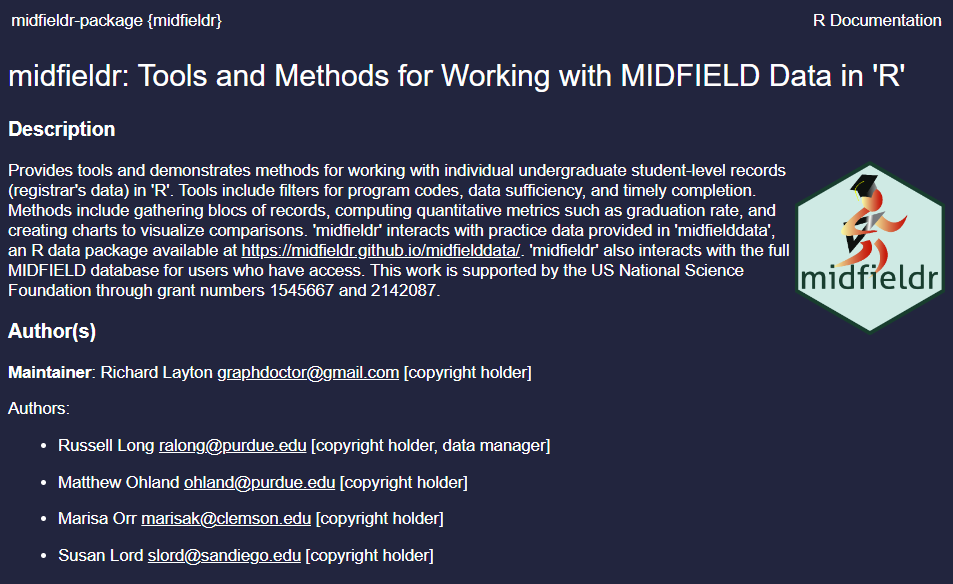 midfieldr-package {midfieldr}
R Documentation
midfieldr: Tools and Methods for Working with MIDFIELD Data in 'R'
Description
Provides tools and demonstrates methods for working with individual undergraduate student-level records
(registrar's data) in 'R'. Tools include filters for program codes, data sufficiency, and timely completion.
Methods include gathering blocs of records, computing quantitative metrics such as graduation rate, and
creating charts to visualize comparisons. 'midfieldr' interacts with practice data provided in 'midfielddata',
an R data package available at https://midfieldr.github.io/midfielddata/. 'midfieldr' also interacts with the full
MIDFIELD database for users who have access. This work is supported by the US National Science
Foundation through grant numbers 1545667 and 2142087.
midfieldr
Author(s)
Maintainer: Richard Layton graphdoctor@gmail.com [copyright holder]
Authors:
• Russell Long ralong@purdue.edu [copyright holder, data manager]
• Matthew Ohland ohland@purdue.edu [copyright holder]
• Marisa Orr marisak@clemson.edu [copyright holder]
• Susan Lord slord@sandiego.edu [copyright holder]